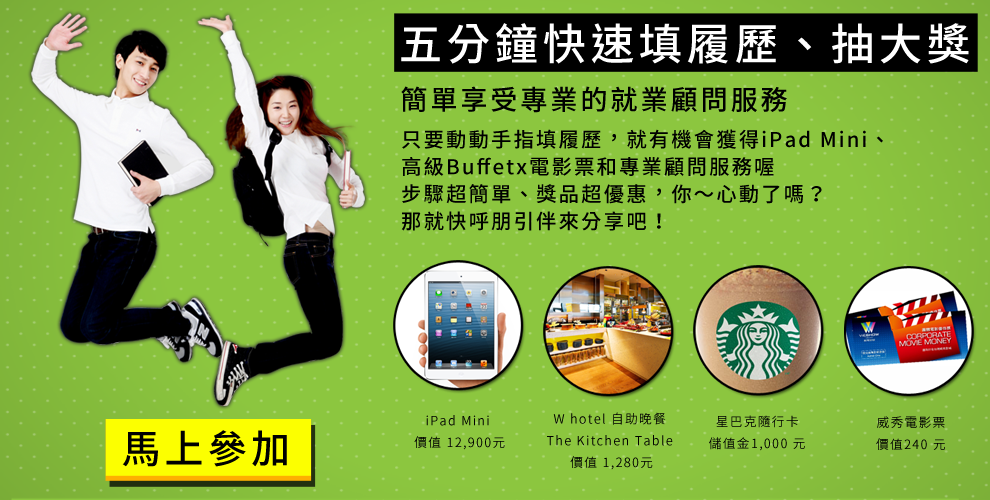 五分鐘快速填履歷、抽大獎
簡單享受專業的就業顧問服務
只要動動手指填履歷，就有機會獲得iPad Mini、
高級Buffetx電影票和專業顧問服務喔
步驟超簡單、獎品超優惠，你～心動了嗎？
那就快呼朋引伴來分享吧！
CORPORATE
MOVIE MONEY
iPad Mini
價值 12,900元
W hotel 自助晚餐
The Kitchen Table
價值 1,280元
星巴克隨行卡
儲值金1,000 元
威秀電影票
價值240 元
馬上參加